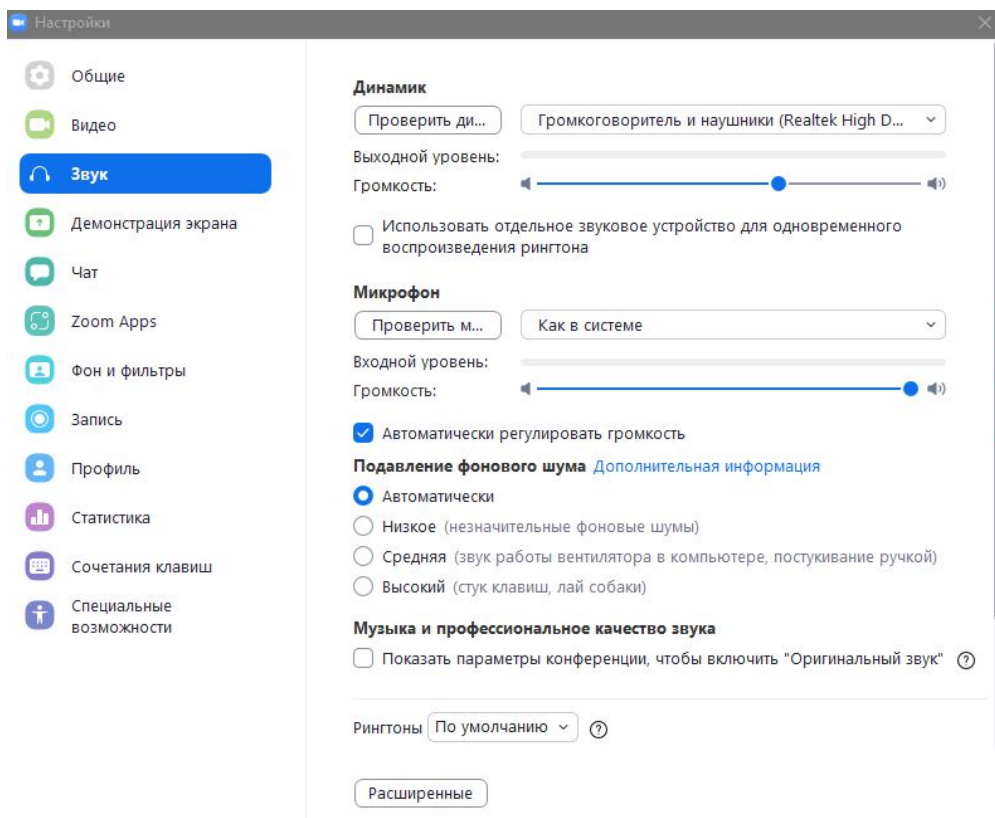 Настройки
Общие
Видео
Звук
Демонстрация экрана
Чат
Zoom Apps
Фон и фильтры
Запись
Профиль
Статистика
Сочетания клавиш
Специальные
возможности
Динамик
Проверить ди... Громкоговоритель и наушники (Realtek High D...
Выходной уровень:
Громкость:
Использовать отдельное звуковое устройство для одновременного
воспроизведения рингтона
Микрофон
Проверить м... Как в системе
Входной уровень:
Громкость:
Автоматически регулировать громкость
Подавление фонового шума Дополнительная информация
Автоматически
Низкое (незначительные фоновые шумы)
Средняя (звук работы вентилятора в компьютере, постукивание ручкой)
Высокий (стук клавиш, лай собаки)
Музыка и профессиональное качество звука
Показать параметры конференции, чтобы включить "Оригинальный звук" ?
Рингтоны По умолчанию ?
Расширенные